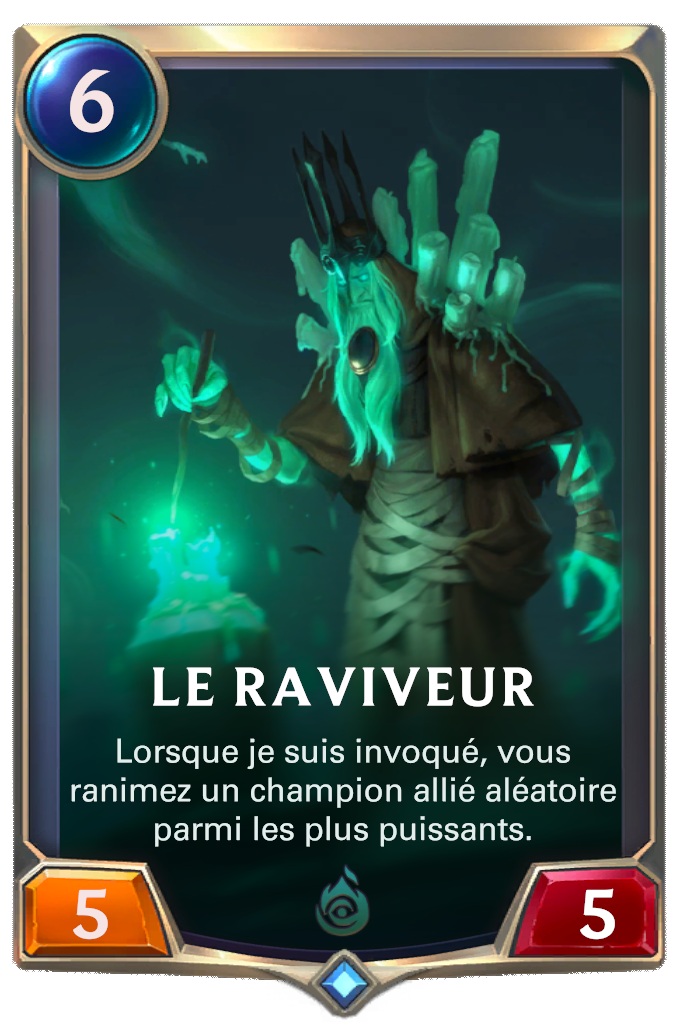 6
LE RAVIVEUR
Lorsque je suis invoqué, vous
ranimez un champion allié aléatoire
parmi les plus puissants.
5
5